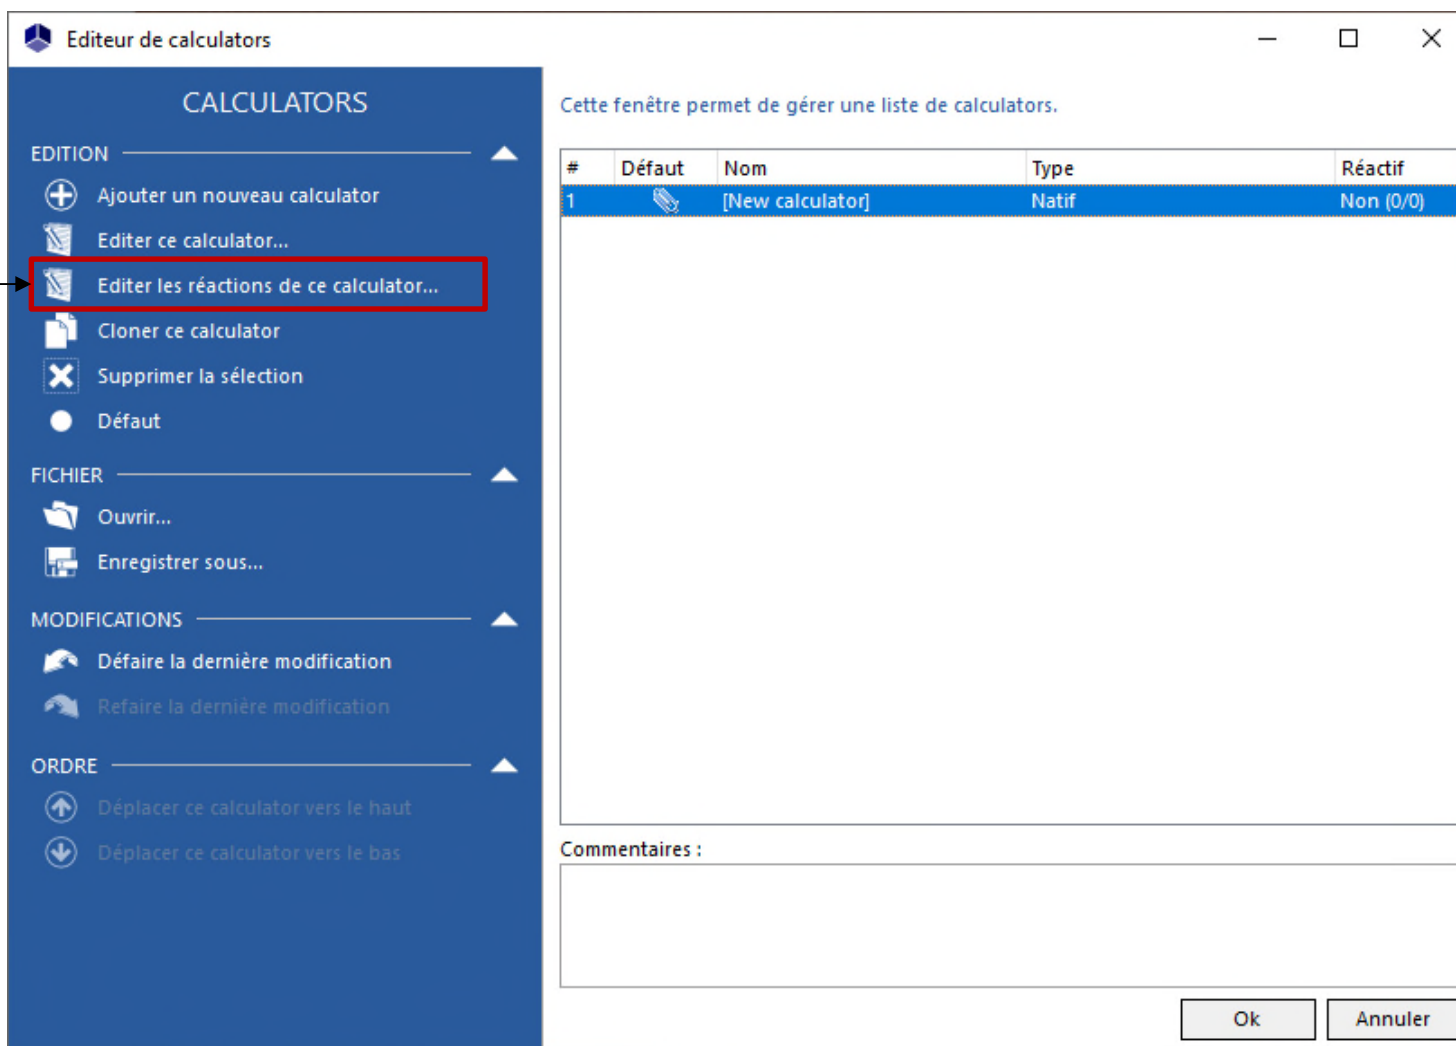 Editeur de calculators
CALCULATORS
EDITION
Ajouter un nouveau calculator
Editer ce calculator...
Editer les réactions de ce calculator...
Cloner ce calculator
Supprimer la sélection
Défaut
FICHIER
Ouvrir...
Enregistrer sous...
MODIFICATIONS
Défaire la dernière modification
Refaire la dernière modification
ORDRE
Déplacer ce calculator vers le haut
Déplacer ce calculator vers le bas
Cette fenêtre permet de gérer une liste de calculators.
# Défaut Nom Type Réactif
1 [New calculator] Natif Non (0/0)
Commentaires :
Ok Annuler